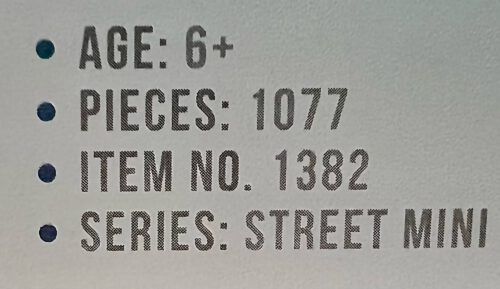 • AGE: 6+
• PIECES: 1077
• ITEM NO. 1382
• SERIES: STREET MINI